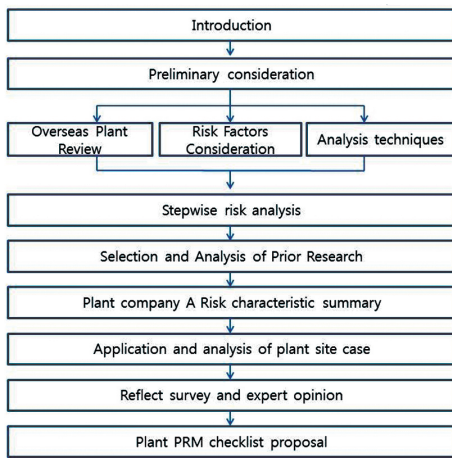 Introduction
Preliminary consideration
Overseas Plant
Review
Risk Factors
Consideration
Analysis techniques
Stepwise risk analysis
Selection and Analysis of Prior Research
Plant company A Risk characteristic summary
Application and analysis of plant site case
Reflect survey and expert opinion
Plant PRM checklist proposal